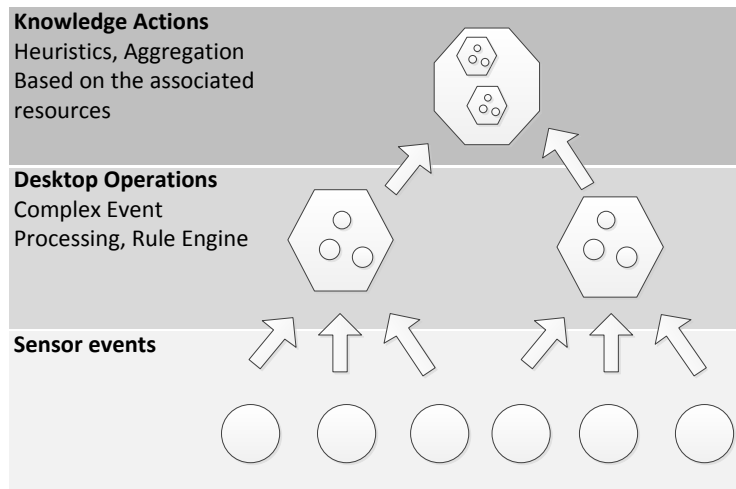 Knowledge Actions
Heuristics, Aggregation
Based on the associated
resources
Desktop Operations
Complex Event
Processing, Rule Engine
Sensor events